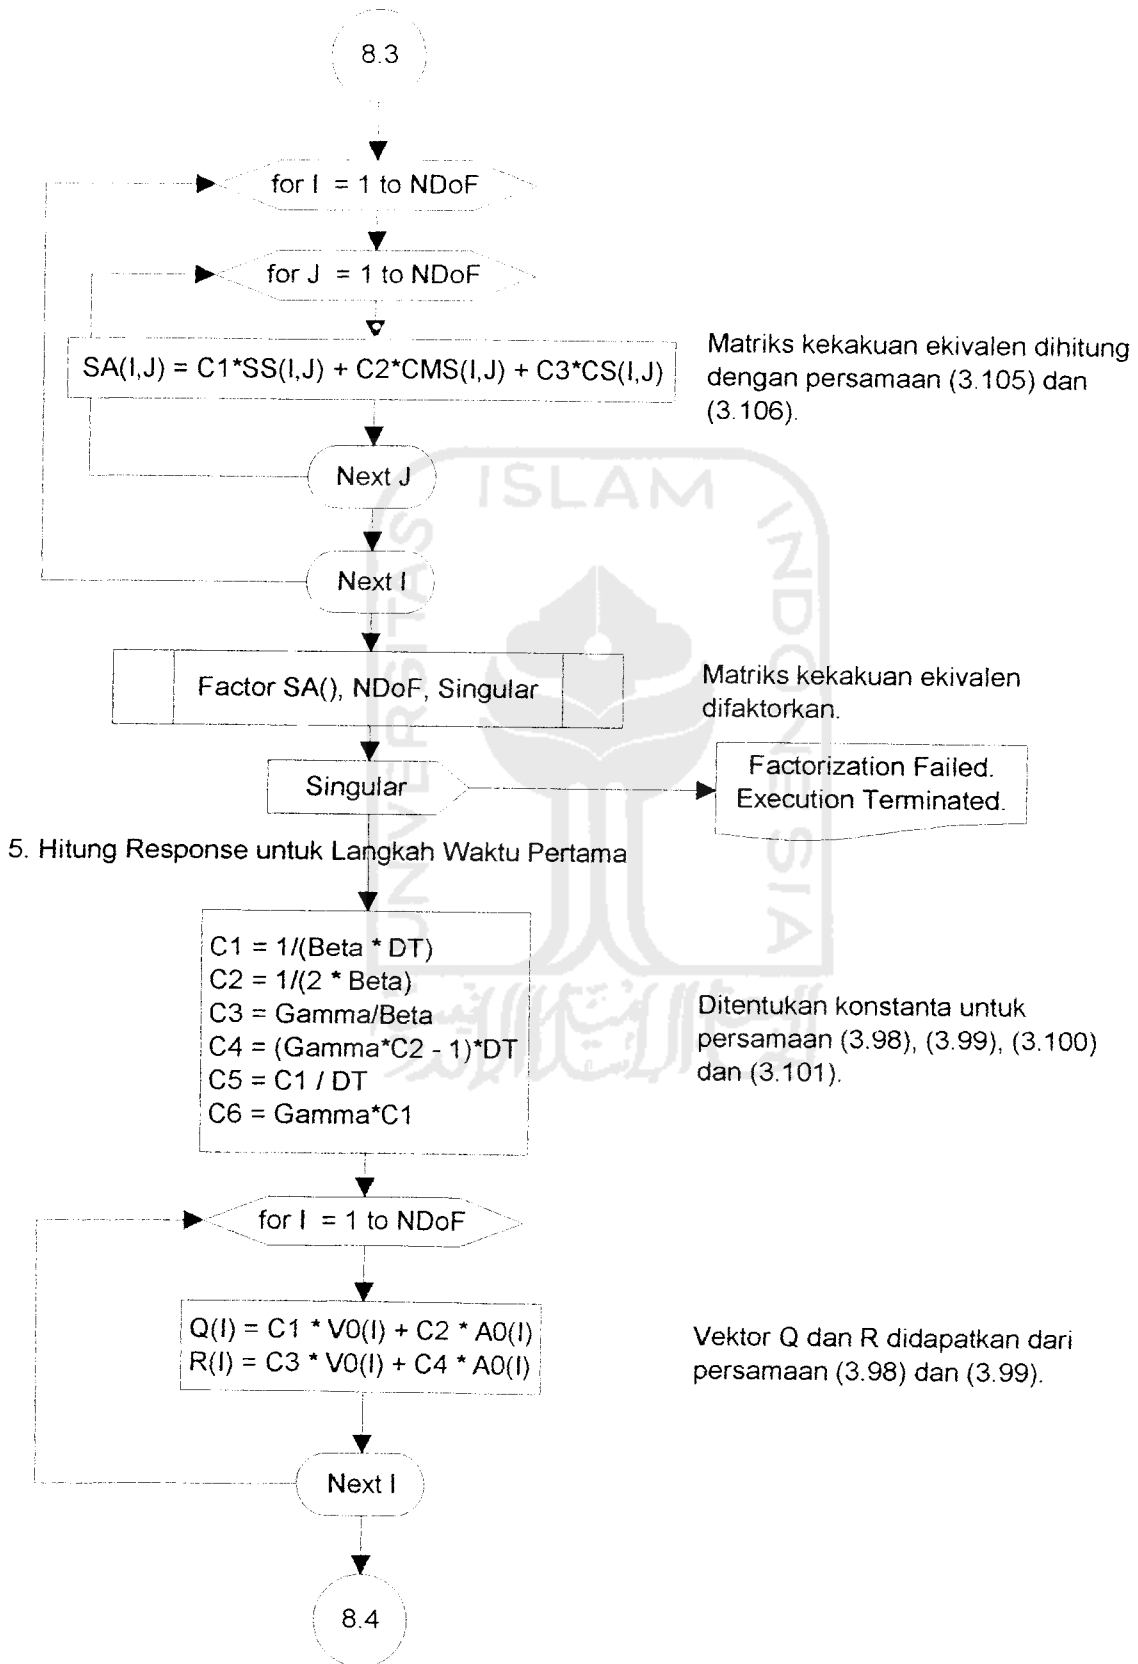 8.3
for I = 1 to NDoF
for J = 1 to NDoF
SA(I,J) = C1*SS(I,J) + C2*CMS(I,J) + C3*CS(I,J)
Matriks kekakuan ekivalen dihitung
dengan persamaan (3.105) dan
(3.106).
Next J
Next I
Factor SA(), NDoF, Singular
Matriks kekakuan ekivalen
difaktorkan.
Singular
Factorization Failed.
Execution Terminated.
5. Hitung Response untuk Langkah Waktu Pertama
C1 = 1/(Beta * DT)
C2 = 1/(2 * Beta)
C3 = Gamma/Beta
C4 = (Gamma*C2 - 1)*DT
C5 = C1 / DT
C6 = Gamma*C1
Ditentukan konstanta untuk
persamaan (3.98), (3.99), (3.100)
dan (3.101).
for I = 1 to NDoF
Q(I) = C1 * V0(I) + C2 * A0(I)
R(I) = C3 * V0(I) + C4 * A0(I)
Vektor Q dan R didapatkan dari
persamaan (3.98) dan (3.99).
Next I
8.4
UNIVERSITAS
ISLAM
INDONESIA